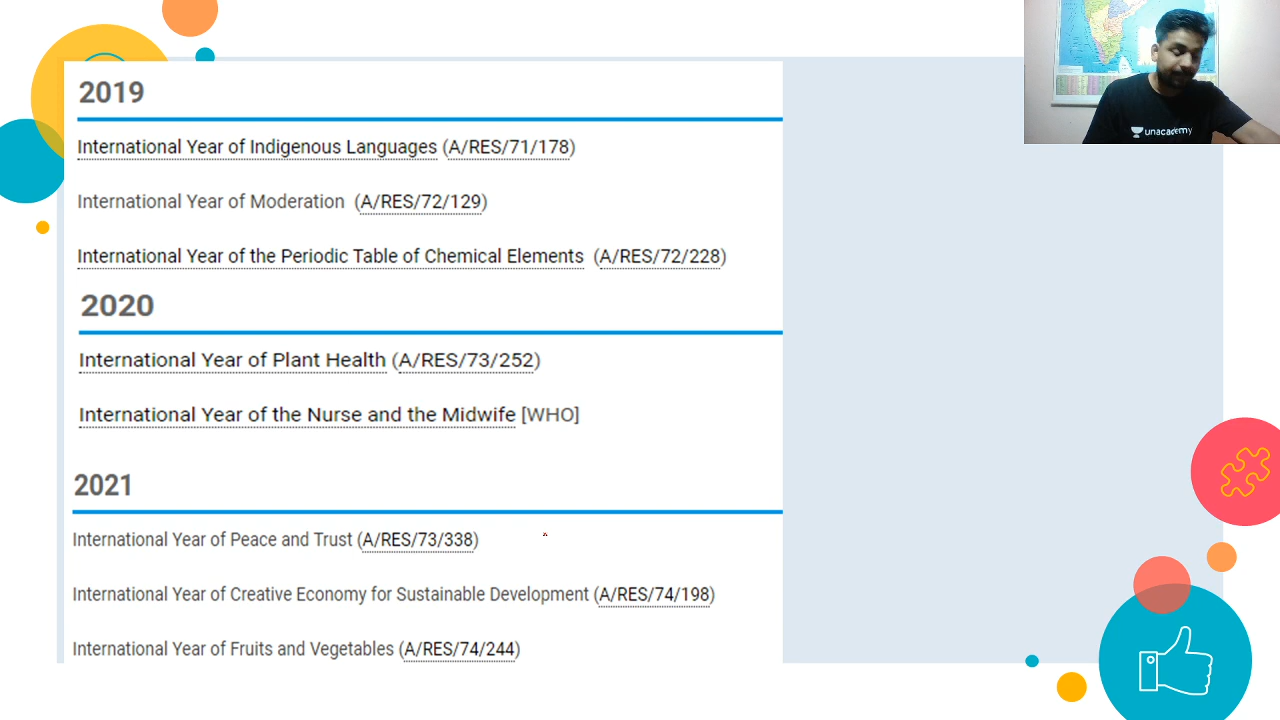 2019
International Year of Indigenous Languages (A/RES/71/178)
International Year of Moderation (A/RES/72/129)
International Year of the Periodic Table of Chemical Elements (A/RES/72/228)
2020
International Year of Plant Health (A/RES/73/252)
International Year of the Nurse and the Midwife [WHO]
2021
International Year of Peace and Trust (A/RES/73/338)
International Year of Creative Economy for Sustainable Development (A/RES/74/198)
International Year of Fruits and Vegetables (A/RES/74/244)
unacademy